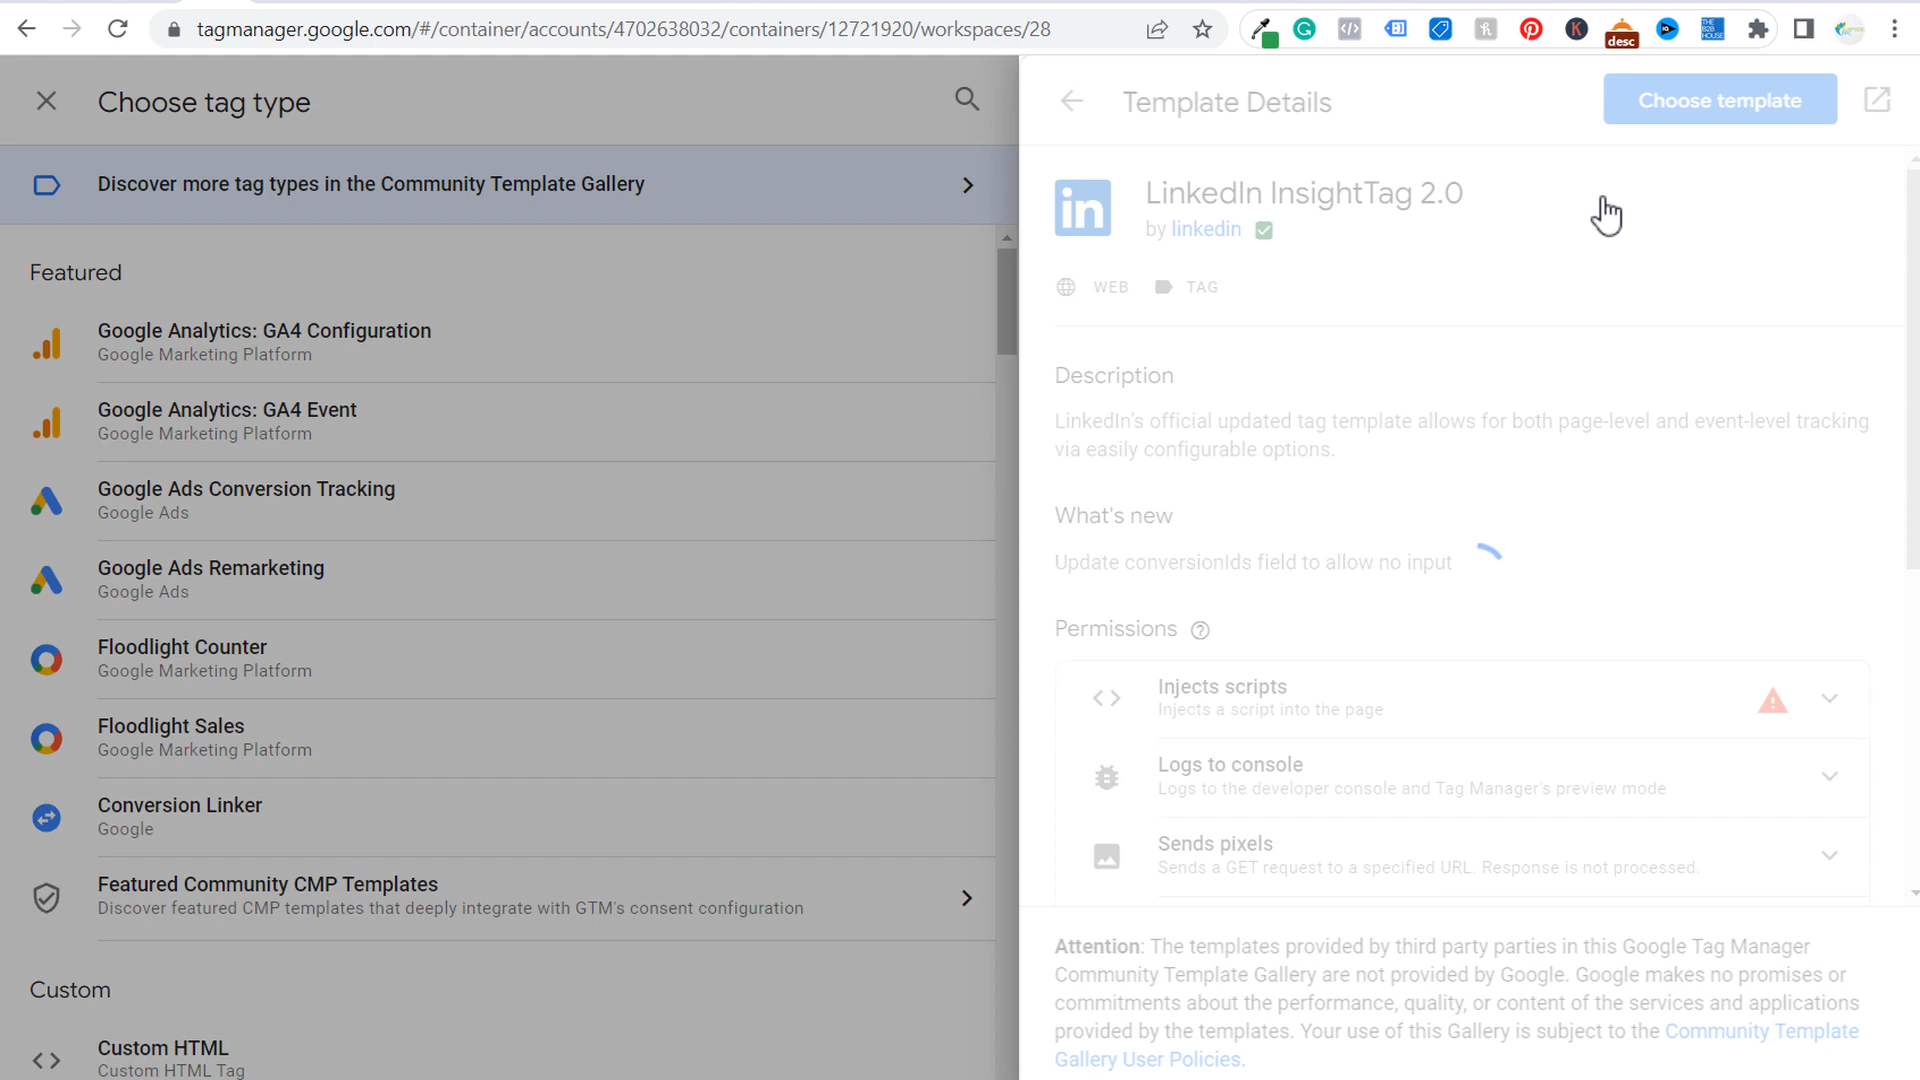 tagmanager.google.com/#/container/accounts/4702638032/containers/12721920/workspaces/28
desc
THE B2B HOUSE
Choose tag type
Template Details
Choose template
Discover more tag types in the Community Template Gallery
LinkedIn InsightTag 2.0
by linkedin
WEB
TAG
Featured
Google Analytics: GA4 Configuration
Google Marketing Platform
Google Analytics: GA4 Event
Google Marketing Platform
Google Ads Conversion Tracking
Google Ads
Google Ads Remarketing
Google Ads
Floodlight Counter
Google Marketing Platform
Floodlight Sales
Google Marketing Platform
Conversion Linker
Google
Featured Community CMP Templates
Discover featured CMP templates that deeply integrate with GTM's consent configuration
Custom
Custom HTML
Custom HTML Tag
Description
LinkedIn's official updated tag template allows for both page-level and event-level tracking
via easily configurable options.
What's new
Update conversionIds field to allow no input
Permissions
Injects scripts
Injects a script into the page
Logs to console
Logs to the developer console and Tag Manager's preview mode
Sends pixels
Sends a GET request to a specified URL. Response is not processed.
Attention: The templates provided by third party parties in this Google Tag Manager
Community Template Gallery are not provided by Google. Google makes no promises or
commitments about the performance, quality, or content of the services and applications
provided by the templates. Your use of this Gallery is subject to the Community Template
Gallery User Policies.